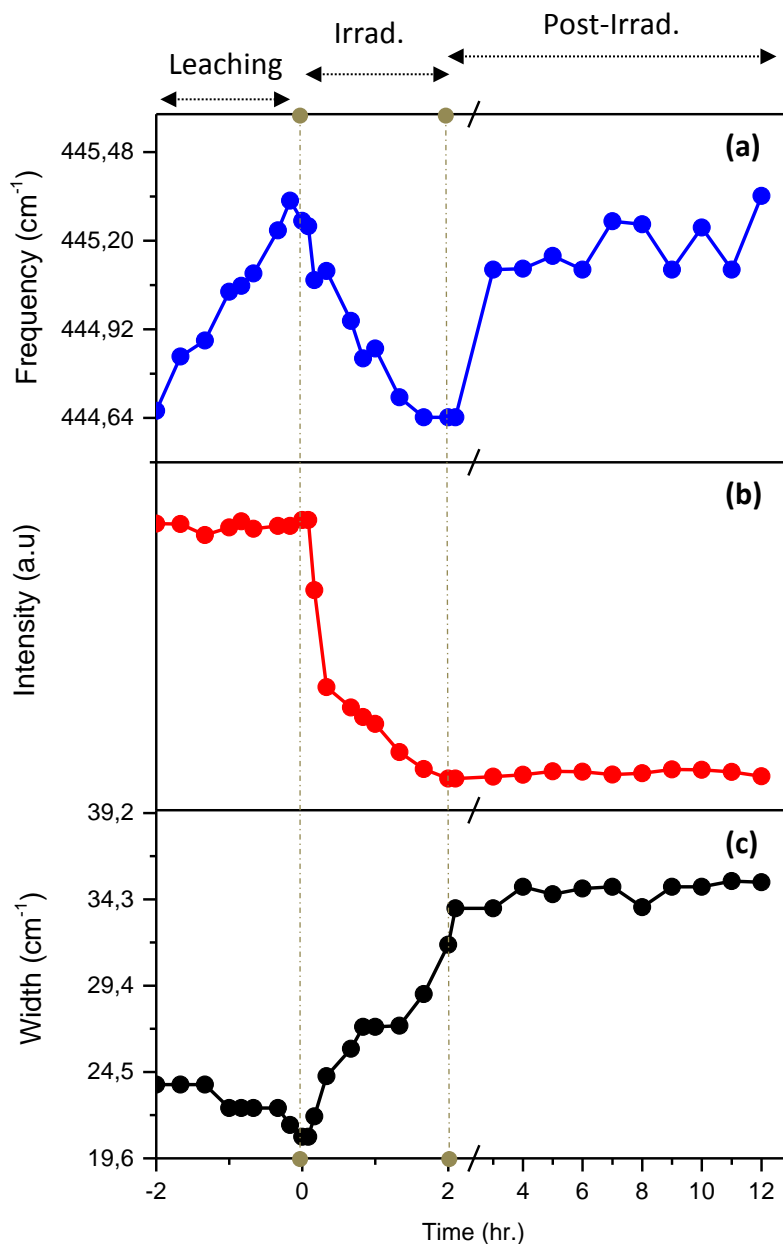 Leaching
Irrad.
Post-Irrad.
(a)
Frequency (cm-1)
445,48
445,20
444,92
444,64
(b)
Intensity (a.u)
(c)
Width (cm-1)
39,2
34,3
29,4
24,5
19,6
-2 0 2 4 6 8 10 12
Time (hr.)